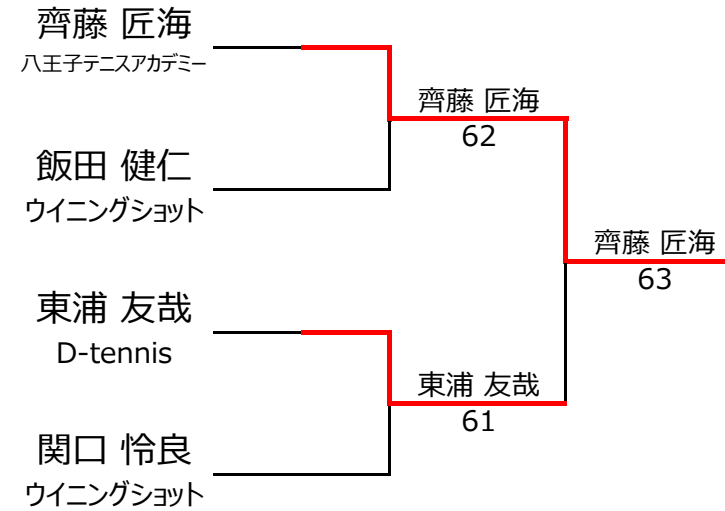 齊藤 匠海
八王子テニスアカデミー
飯田 健仁
ウイニングショット
東浦 友哉
D-tennis
関口 怜良
ウイニングショット
齊藤 匠海
62
東浦 友哉
61
齊藤 匠海
63